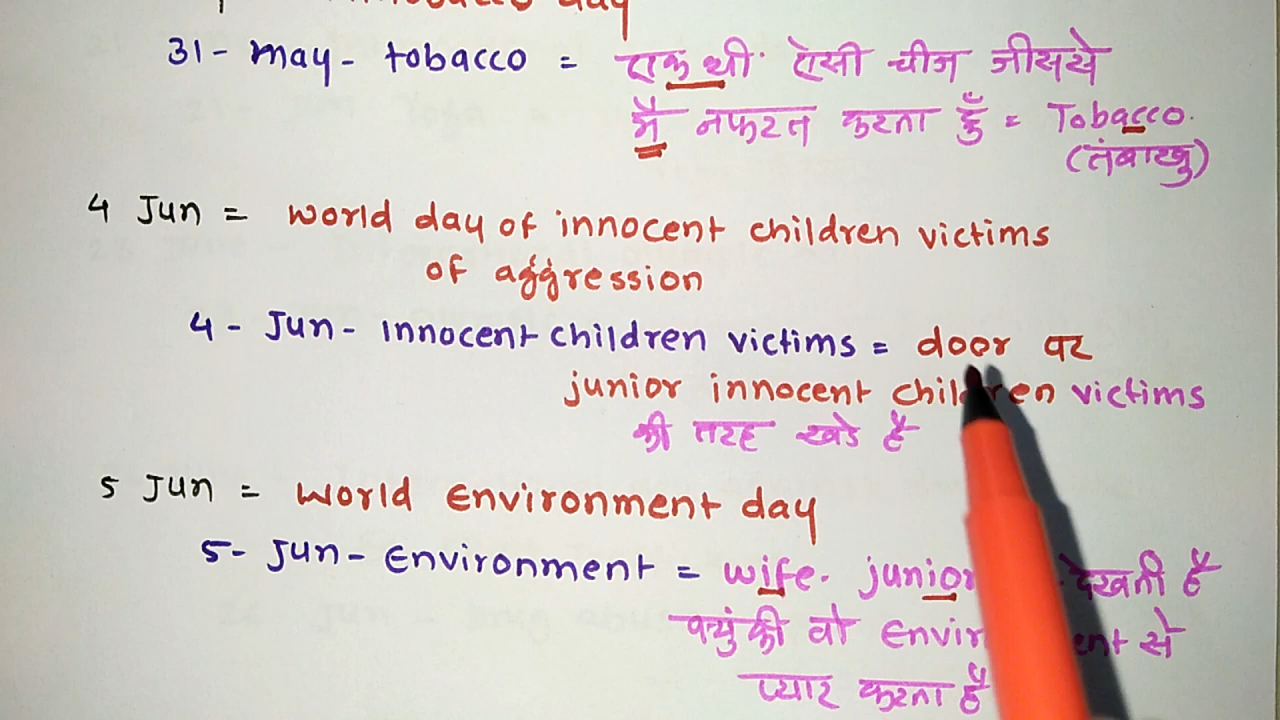 day
31 - may - tobacco = एक थी ऐसी चीज जीससे
मै नफरत करता हुँ = Tobacco.
(तंबाखु)
4 Jun = world day of innocent children victims
of aggression
4 - Jun - innocent children victims = door पर
junior innocent children victims
की तरह खडे है
5 Jun = world Environment day
5 - Jun - Environment = wife. junior देखती है
क्युंकी वो Environment से
प्यार करता है